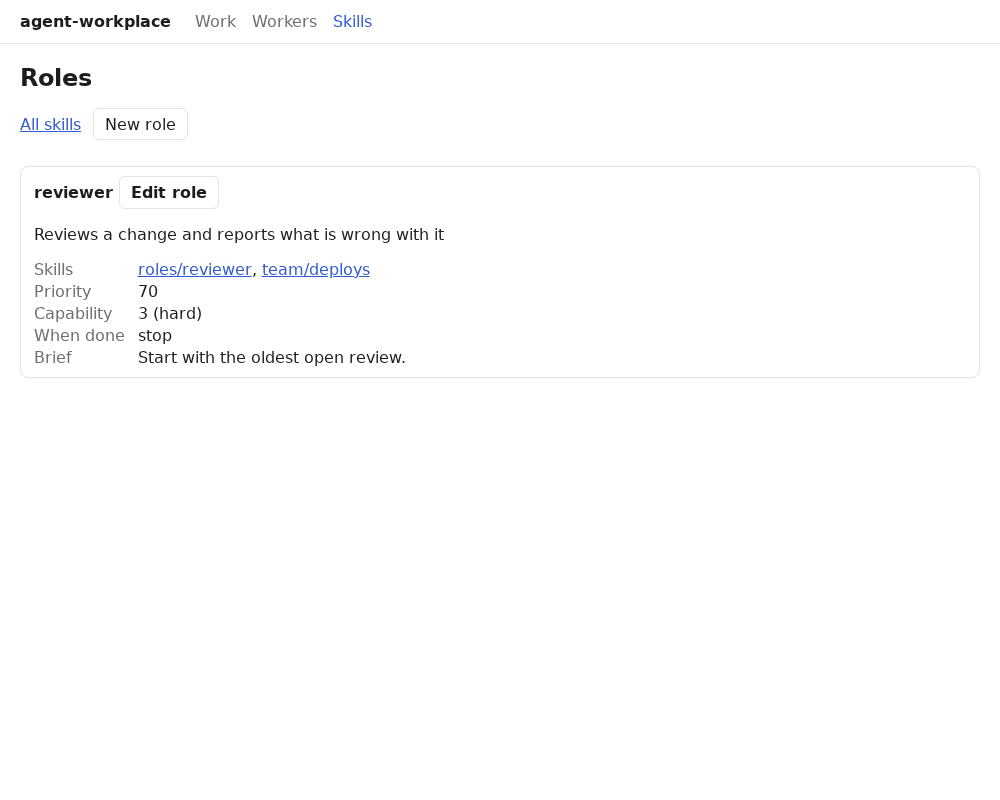 agent-workplace Work Workers Skills
Roles
All skills New role
reviewer Edit role
Reviews a change and reports what is wrong with it
Skills roles/reviewer, team/deploys
Priority 70
Capability 3 (hard)
When done stop
Brief Start with the oldest open review.